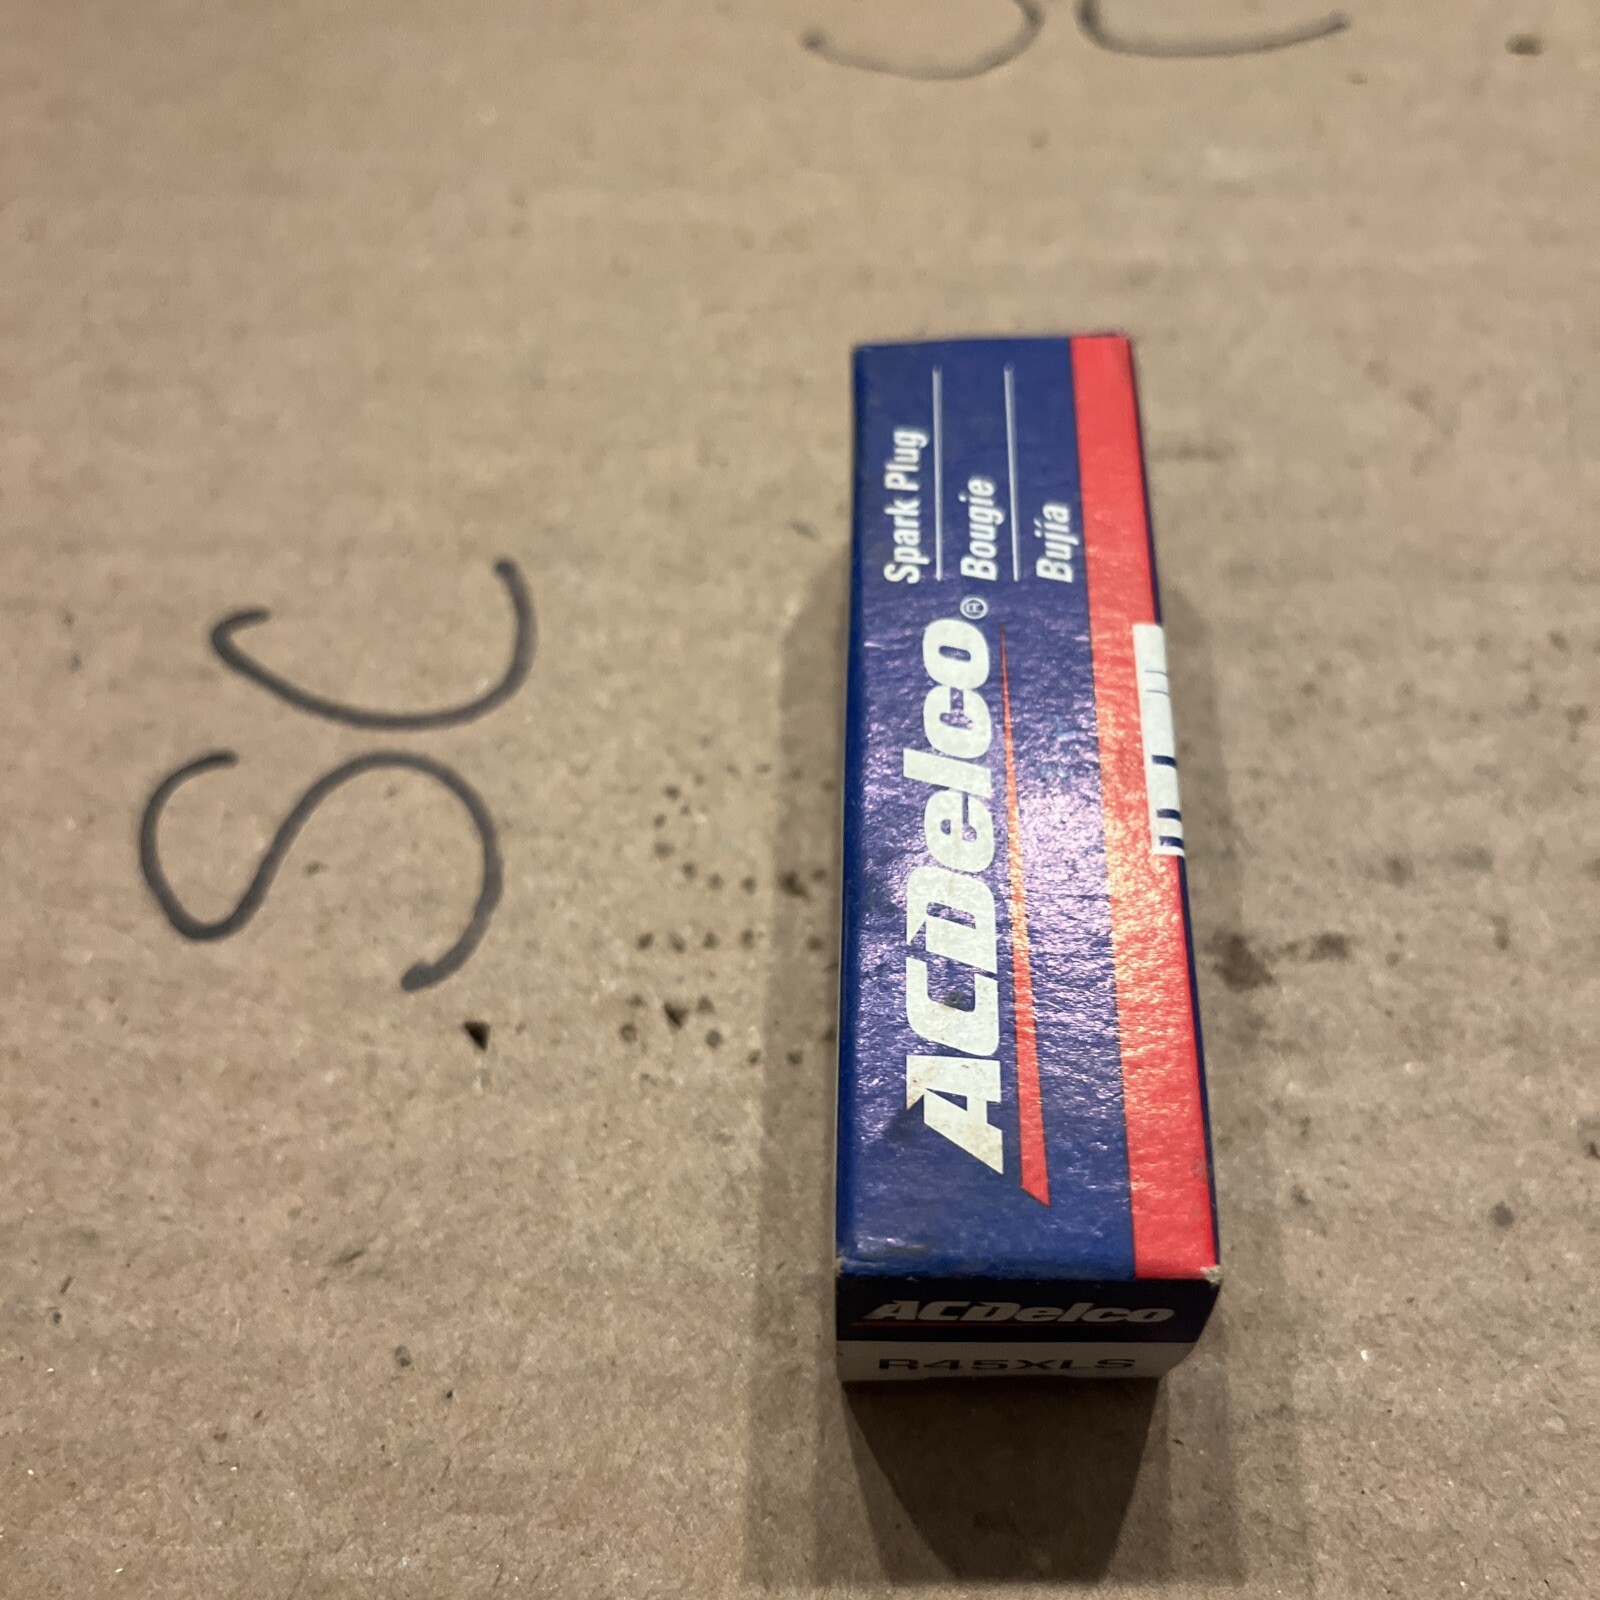 SC
SC
Spark Plug
Bougie
Bujía
ACDelco®
ACDelco
R45XLS